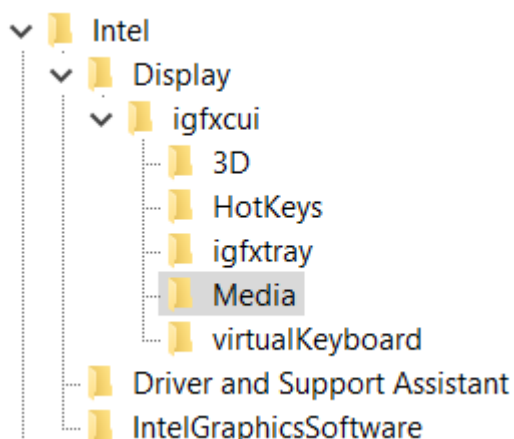 Intel
Display
igfxcui
3D
HotKeys
igfxtray
Media
virtualKeyboard
Driver and Support Assistant
IntelGraphicsSoftware